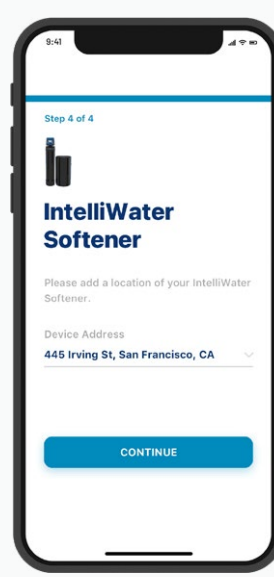 9:41
Step 4 of 4
IntelliWater
Softener
Please add a location of your IntelliWater
Softener.
Device Address
445 Irving St, San Francisco, CA
CONTINUE